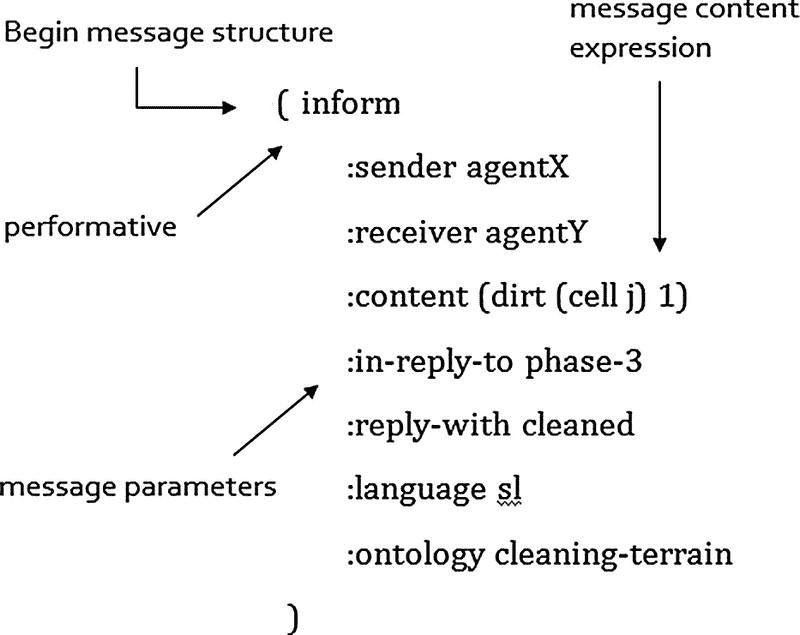 message content
expression
Begin message structure
( inform
:sender agentX
performative
:receiver agentY
:content (dirt (cell j) 1)
:in-reply-to phase-3
:reply-with cleaned
message parameters
:language sl
:ontology cleaning-terrain
)